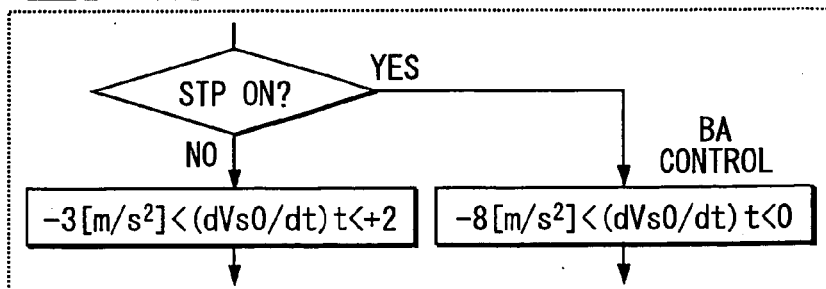 STP ON?
YES
NO
BA
CONTROL
-3[m/s²]<(dVs0/dt)t<+2
-8[m/s²]<(dVs0/dt)t<0